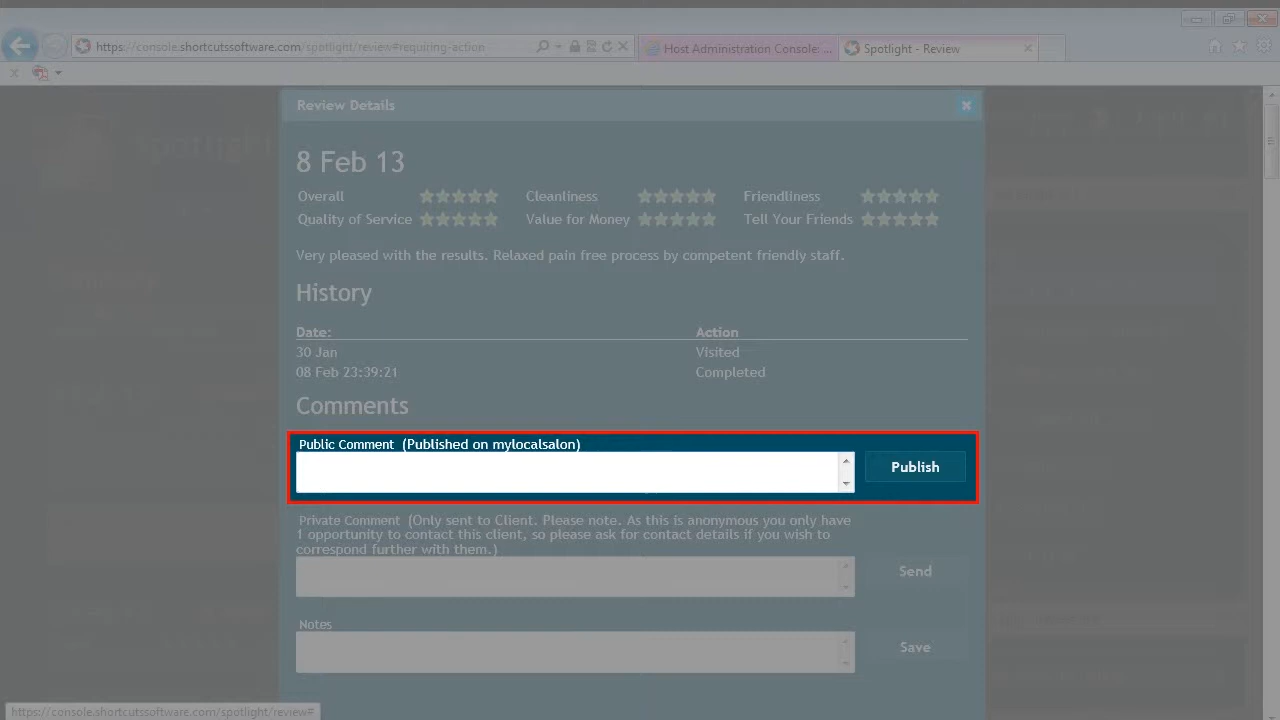 https://console.shortcutssoftware.com/spotlight/review#requiring-action
Host Administration Console: ...
Spotlight - Review
spotlight
Review Details
8 Feb 13
Overall Cleanliness Friendliness
Quality of Service Value for Money Tell Your Friends
Very pleased with the results. Relaxed pain free process by competent friendly staff.
History
Date: Action
30 Jan Visited
08 Feb 23:39:21 Completed
Comments
Public Comment (Published on mylocalsalon)
Publish
Private Comment (Only sent to Client. Please note. As this is anonymous you only have
1 opportunity to contact this client, so please ask for contact details if you wish to
correspond further with them.)
Send
Notes
Save
https://console.shortcutssoftware.com/spotlight/review#